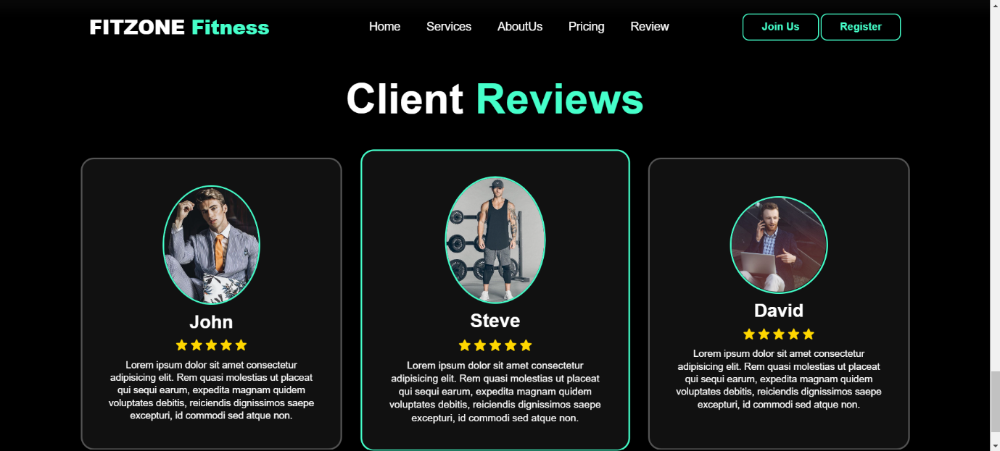 FITZONE Fitness
Home
Services
AboutUs
Pricing
Review
Join Us
Register
Client Reviews
John
Lorem ipsum dolor sit amet consectetur
adipisicing elit. Rem quasi molestias ut placeat
qui sequi earum, expedita magnam quidem
voluptates debitis, reiciendis dignissimos saepe
excepturi, id commodi sed atque non.
Steve
Lorem ipsum dolor sit amet consectetur
adipisicing elit. Rem quasi molestias ut placeat
qui sequi earum, expedita magnam quidem
voluptates debitis, reiciendis dignissimos saepe
excepturi, id commodi sed atque non.
David
Lorem ipsum dolor sit amet consectetur
adipisicing elit. Rem quasi molestias ut placeat
qui sequi earum, expedita magnam quidem
voluptates debitis, reiciendis dignissimos saepe
excepturi, id commodi sed atque non.